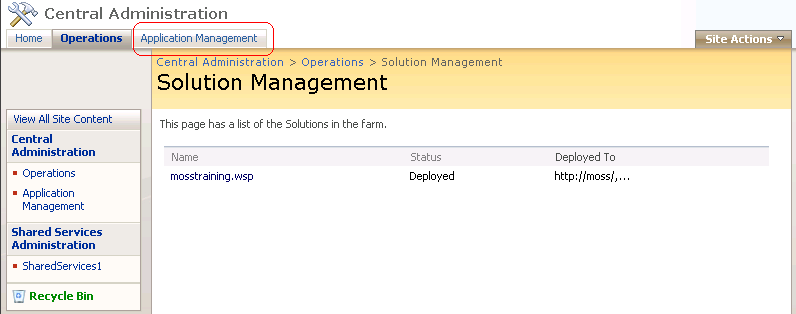 Central Administration
Home Operations Application Management Site Actions
Central Administration > Operations > Solution Management
Solution Management
View All Site Content
Central
Administration
Operations
Application
Management
Shared Services
Administration
SharedServices1
Recycle Bin
This page has a list of the Solutions in the farm.
Name Status Deployed To
mosstraining.wsp Deployed http://moss/,...